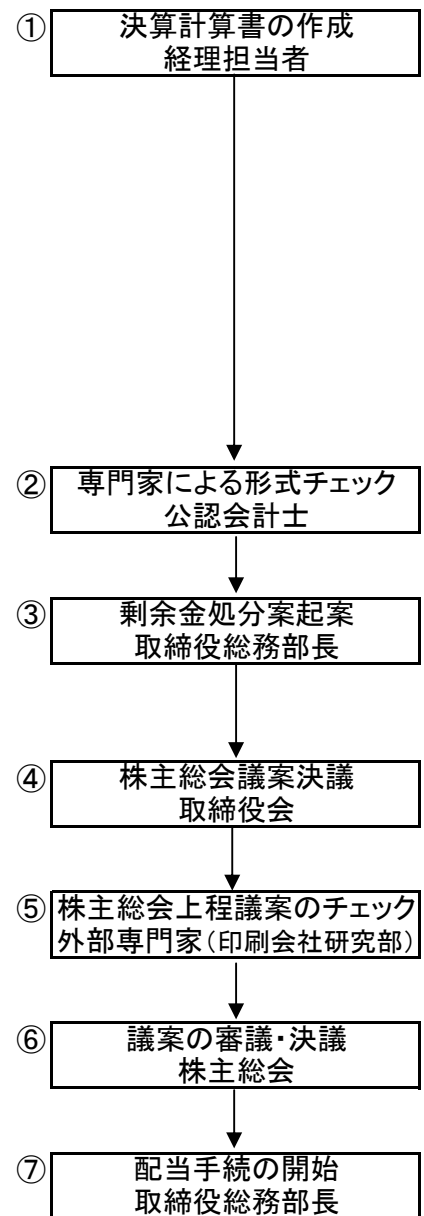 ① 決算計算書の作成
経理担当者
② 専門家による形式チェック
公認会計士
③ 剰余金処分案起案
取締役総務部長
④ 株主総会議案決議
取締役会
⑤ 株主総会上程議案のチェック
外部専門家(印刷会社研究部)
⑥ 議案の審議・決議
株主総会
⑦ 配当手続の開始
取締役総務部長